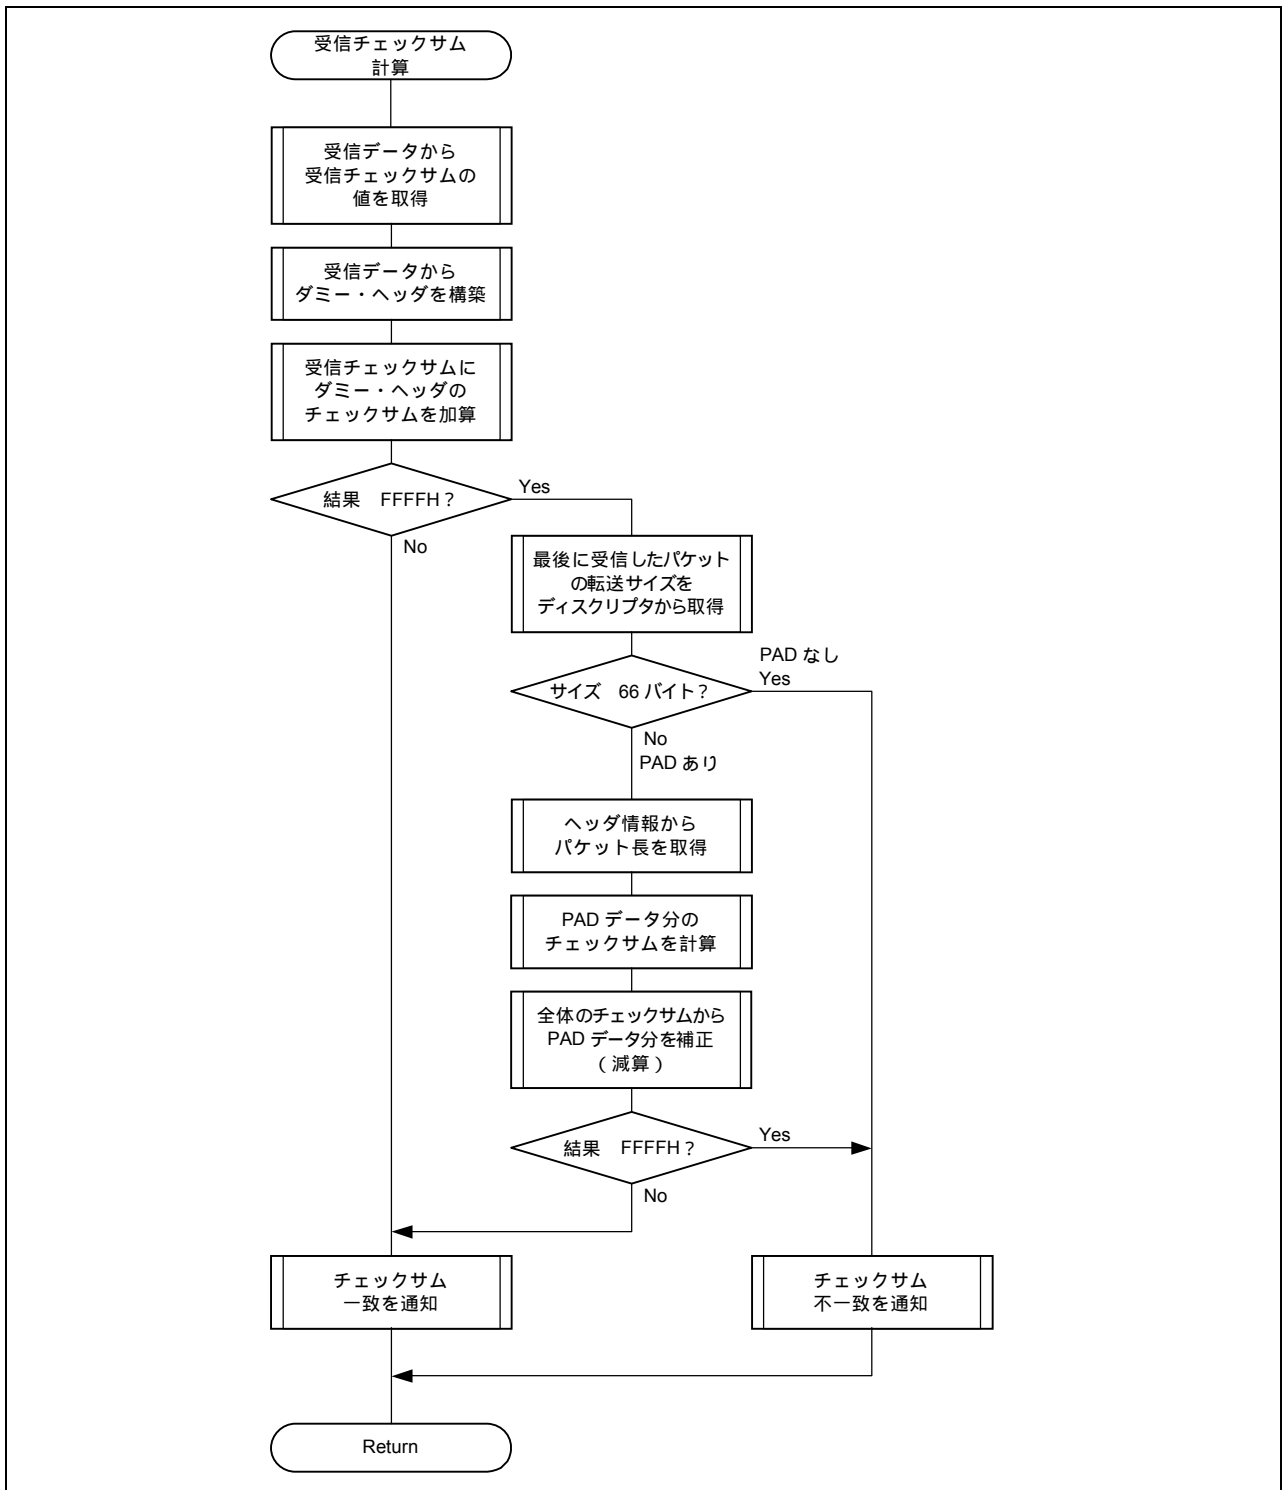 受信チェックサム
計算
受信データから
受信チェックサムの
値を取得
受信データから
ダミー・ヘッダを構築
受信チェックサムに
ダミー・ヘッダの
チェックサムを加算
結果　FFFFH？
Yes
No
最後に受信したパケット
の転送サイズを
ディスクリプタから取得
PAD なし
サイズ　66 バイト？
Yes
No
PAD あり
ヘッダ情報から
パケット長を取得
PAD データ分の
チェックサムを計算
全体のチェックサムから
PAD データ分を補正
（減算）
結果　FFFFH？
Yes
No
チェックサム
一致を通知
チェックサム
不一致を通知
Return